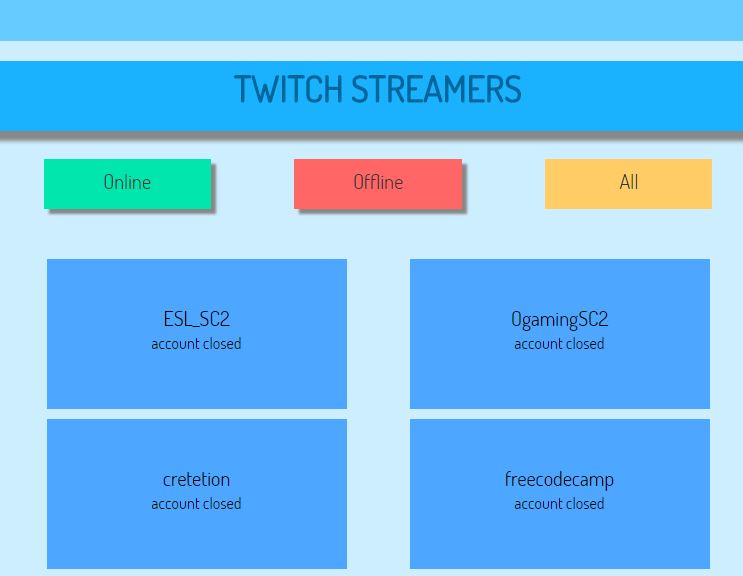 TWITCH STREAMERS
Online
Offline
All
ESL_SC2
account closed
OgamingSC2
account closed
cretetion
account closed
freecodecamp
account closed